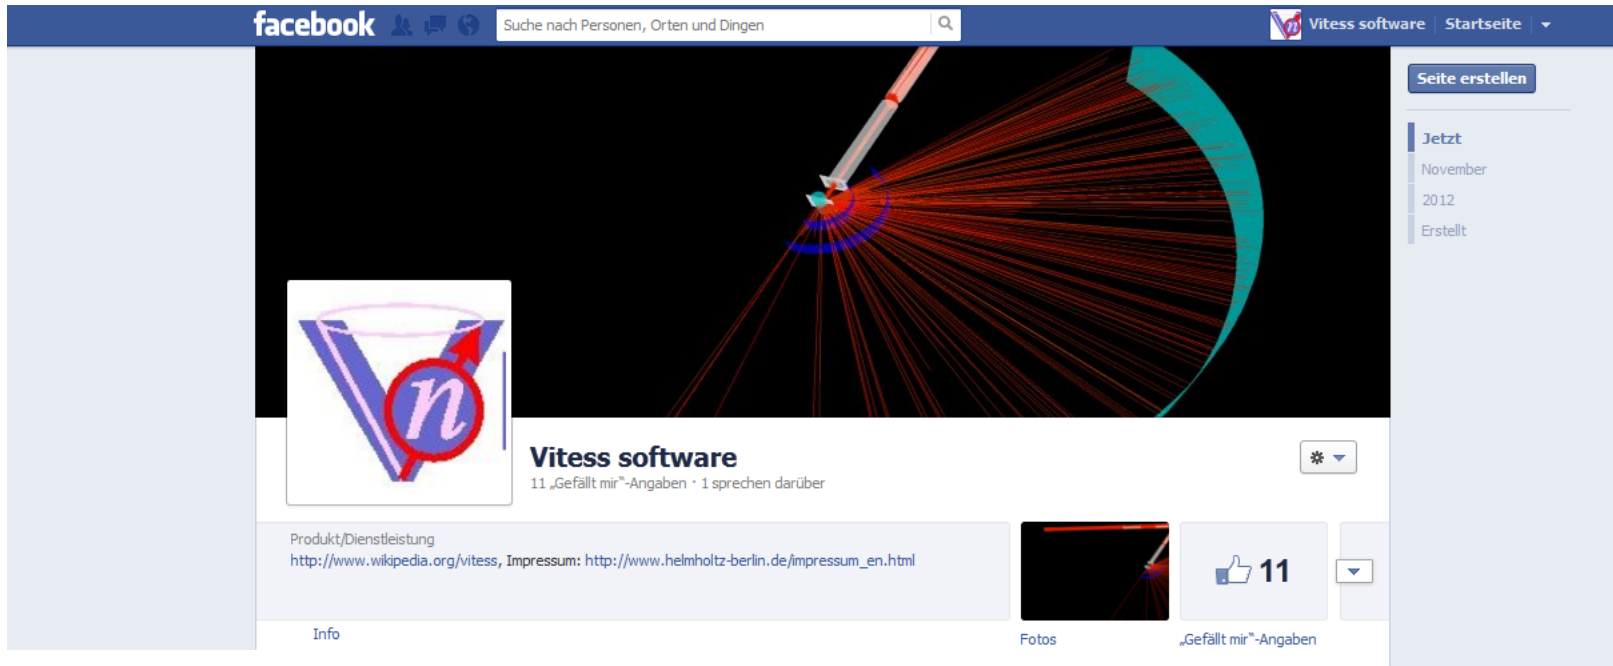 facebook
Suche nach Personen, Orten und Dingen
Vitess software
Startseite
Seite erstellen
Jetzt
November
2012
Erstellt
n
Vitess software
11 „Gefällt mir“-Angaben · 1 sprechen darüber
Produkt/Dienstleistung
http://www.wikipedia.org/vitess, Impressum: http://www.helmholtz-berlin.de/impressum_en.html
11
Info
Fotos
„Gefällt mir“-Angaben